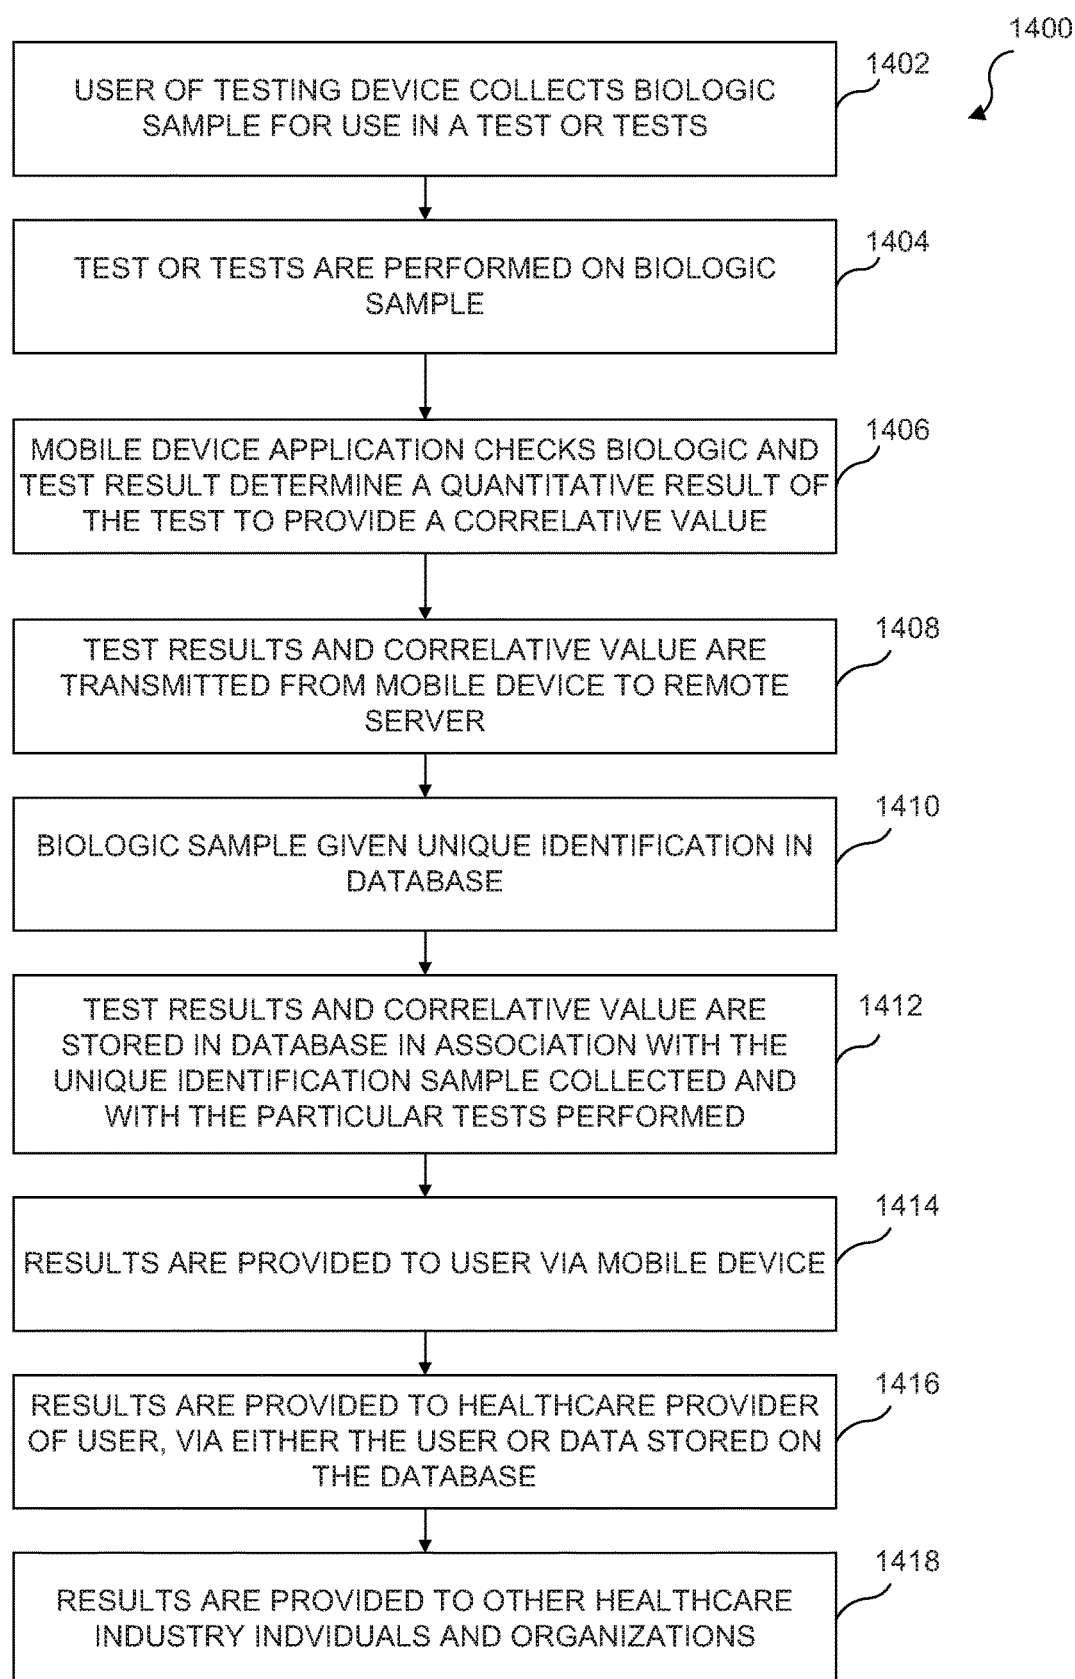 1400
1402
USER OF TESTING DEVICE COLLECTS BIOLOGIC
SAMPLE FOR USE IN A TEST OR TESTS
1404
TEST OR TESTS ARE PERFORMED ON BIOLOGIC
SAMPLE
1406
MOBILE DEVICE APPLICATION CHECKS BIOLOGIC AND
TEST RESULT DETERMINE A QUANTITATIVE RESULT OF
THE TEST TO PROVIDE A CORRELATIVE VALUE
1408
TEST RESULTS AND CORRELATIVE VALUE ARE
TRANSMITTED FROM MOBILE DEVICE TO REMOTE
SERVER
1410
BIOLOGIC SAMPLE GIVEN UNIQUE IDENTIFICATION IN
DATABASE
1412
TEST RESULTS AND CORRELATIVE VALUE ARE
STORED IN DATABASE IN ASSOCIATION WITH THE
UNIQUE IDENTIFICATION SAMPLE COLLECTED AND
WITH THE PARTICULAR TESTS PERFORMED
1414
RESULTS ARE PROVIDED TO USER VIA MOBILE DEVICE
1416
RESULTS ARE PROVIDED TO HEALTHCARE PROVIDER
OF USER, VIA EITHER THE USER OR DATA STORED ON
THE DATABASE
1418
RESULTS ARE PROVIDED TO OTHER HEALTHCARE
INDUSTRY INDVIDUALS AND ORGANIZATIONS